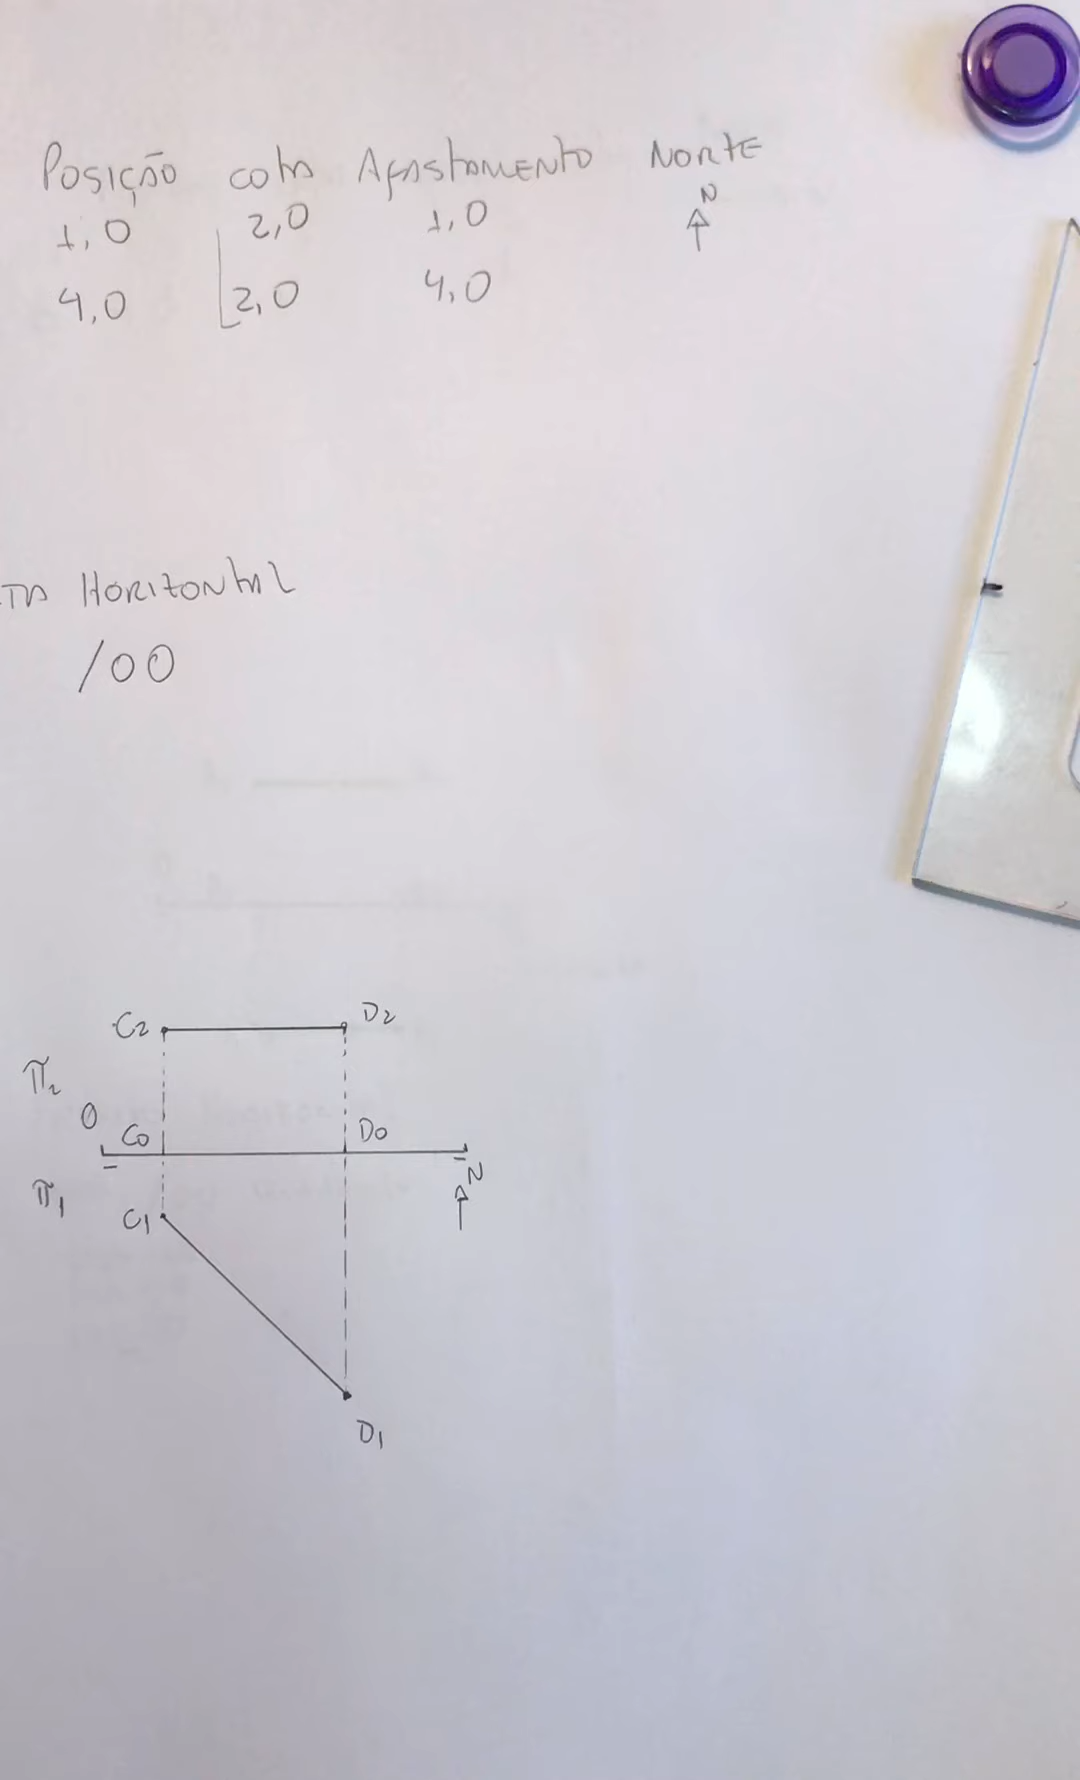 Posição cota Afastamento Norte
1,0 2,0 1,0 N
4,0 2,0 4,0
TA Horizontal
/00
C2 D2
π2
0 C0 D0
π1 N
C1
D1